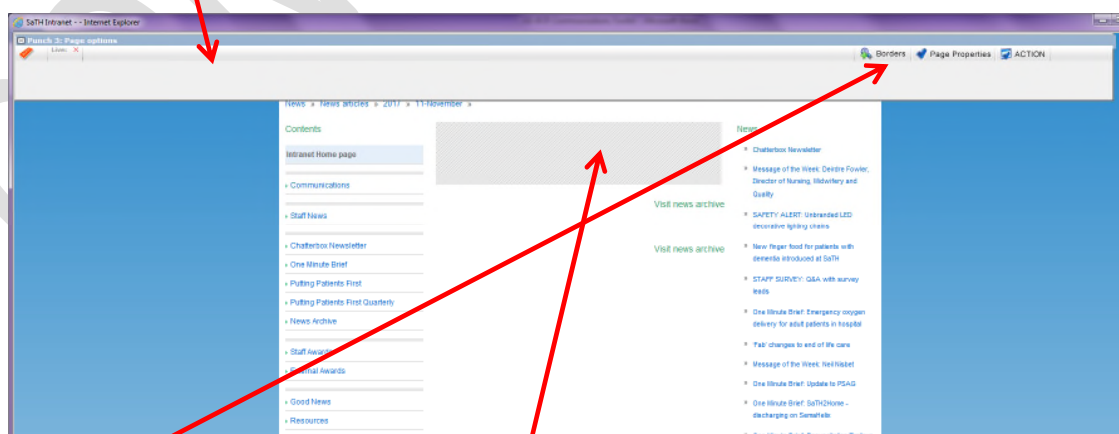 SaTH Intranet - - Internet Explorer
Punch 3: Page options
Live: X
Borders Page Properties ACTION
News » News articles » 2017 » 11-November »
Contents
Intranet Home page
Communications
Staff News
Chatterbox Newsletter
One Minute Brief
Putting Patients First
Putting Patients First Quarterly
News Archive
Staff Awards
External Awards
Good News
Resources
Visit news archive
Visit news archive
News
Chatterbox Newsletter
Message of the Week: Deirdre Fowler,
Director of Nursing, Midwifery and
Quality
SAFETY ALERT: Unbranded LED
decorative lighting chains
New finger food for patients with
dementia introduced at SaTH
STAFF SURVEY: Q&A with survey
leads
One Minute Brief: Emergency oxygen
delivery for adult patients in hospital
'Fab' changes to end of life care
Message of the Week: Neil Nisbet
One Minute Brief: Update to PSAG
One Minute Brief: SaTH2Home -
discharging on SemaHelix